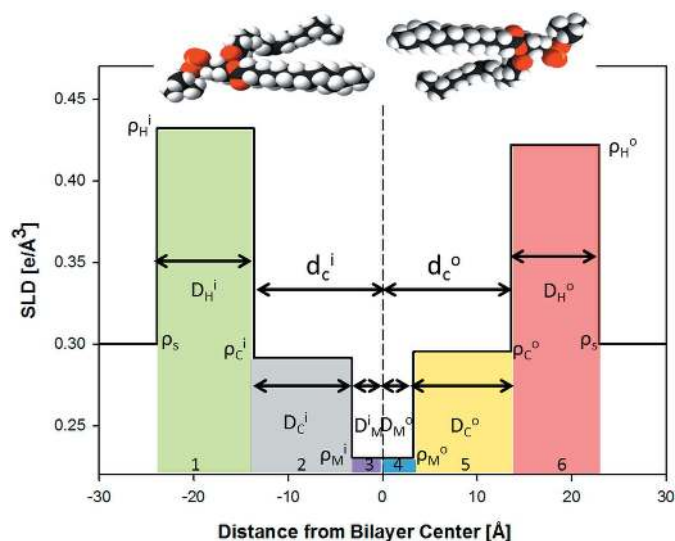 0.45
ρHⁱ
ρHᵒ
0.40
SLD [e/Å³]
0.35
dcⁱ
dcᵒ
DHⁱ
DHᵒ
0.30
ρs
ρCⁱ
ρCᵒ
ρs
0.25
DCⁱ
DⁱM
DMᵒ
DCᵒ
ρMⁱ
ρMᵒ
1 2 3 4 5 6
-30 -20 -10 0 10 20 30
Distance from Bilayer Center [Å]